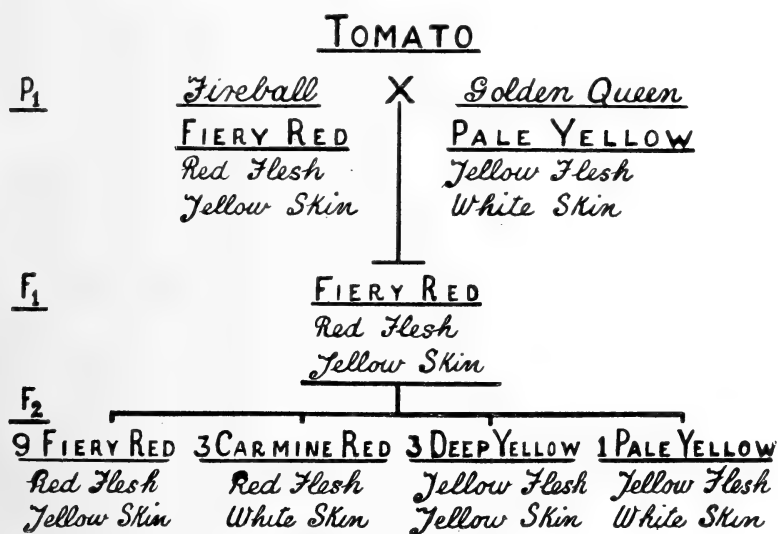 TOMATO
P1 Fireball X Golden Queen
FIERY RED PALE YELLOW
Red Flesh Yellow Flesh
Yellow Skin White Skin
F1 FIERY RED
Red Flesh
Yellow Skin
F2
9 FIERY RED 3 CARMINE RED 3 DEEP YELLOW 1 PALE YELLOW
Red Flesh Red Flesh Yellow Flesh Yellow Flesh
Yellow Skin White Skin Yellow Skin White Skin